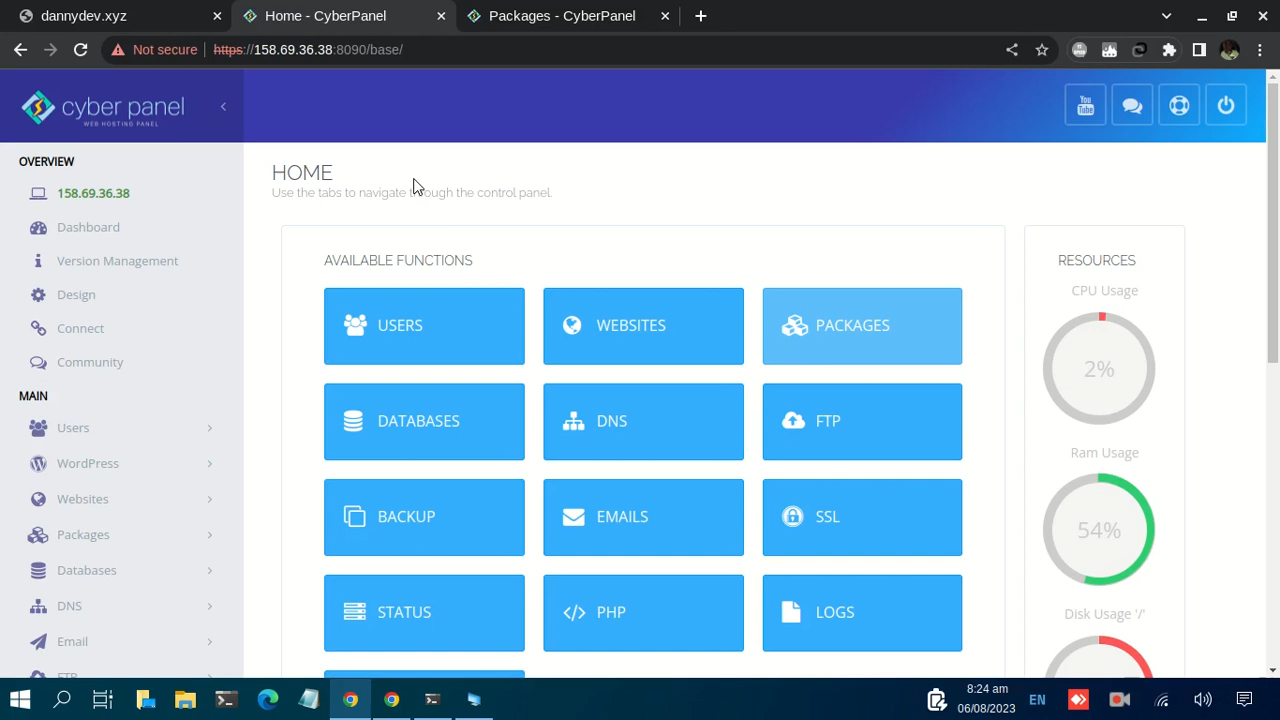 dannydev.xyz
Home - CyberPanel
Packages - CyberPanel
Not secure
https://158.69.36.38:8090/base/
cyber panel
WEB HOSTING PANEL
You
Tube
OVERVIEW
158.69.36.38
Dashboard
Version Management
Design
Connect
Community
MAIN
Users
WordPress
Websites
Packages
Databases
DNS
Email
FTP
HOME
Use the tabs to navigate through the control panel.
AVAILABLE FUNCTIONS
USERS
WEBSITES
PACKAGES
DATABASES
DNS
FTP
BACKUP
EMAILS
SSL
STATUS
PHP
LOGS
RESOURCES
CPU Usage
2%
Ram Usage
54%
Disk Usage '/'
8:24 am
06/08/2023
EN